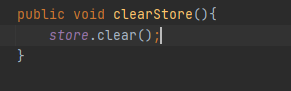 public void clearStore(){
    store.clear();
}